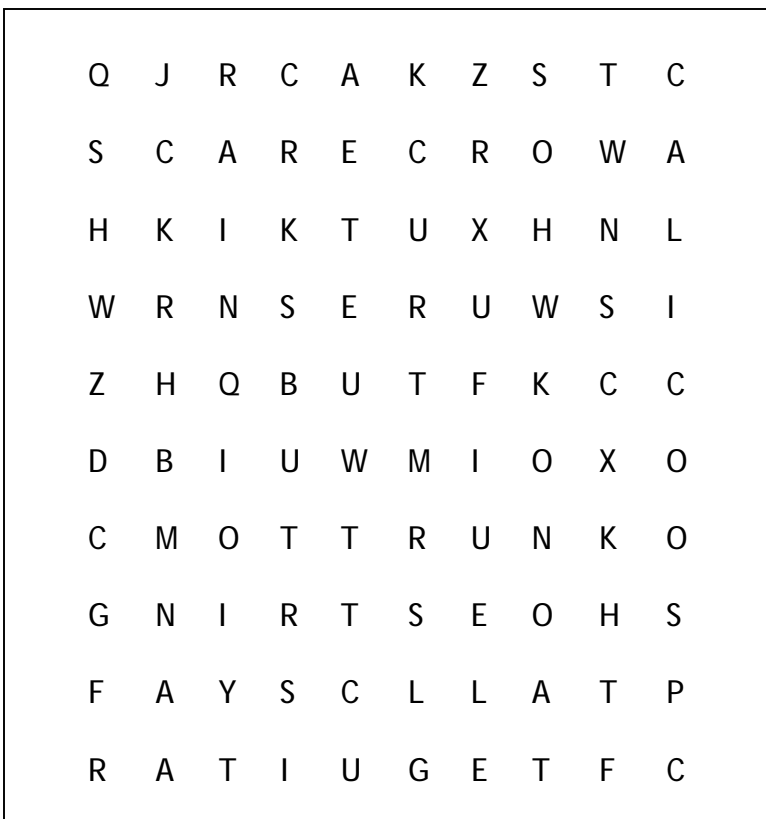 Q J R C A K Z S T C
S C A R E C R O W A
H K I K T U X H N L
W R N S E R U W S I
Z H Q B U T F K C C
D B I U W M I O X O
C M O T T R U N K O
G N I R T S E O H S
F A Y S C L L A T P
R A T I U G E T F C